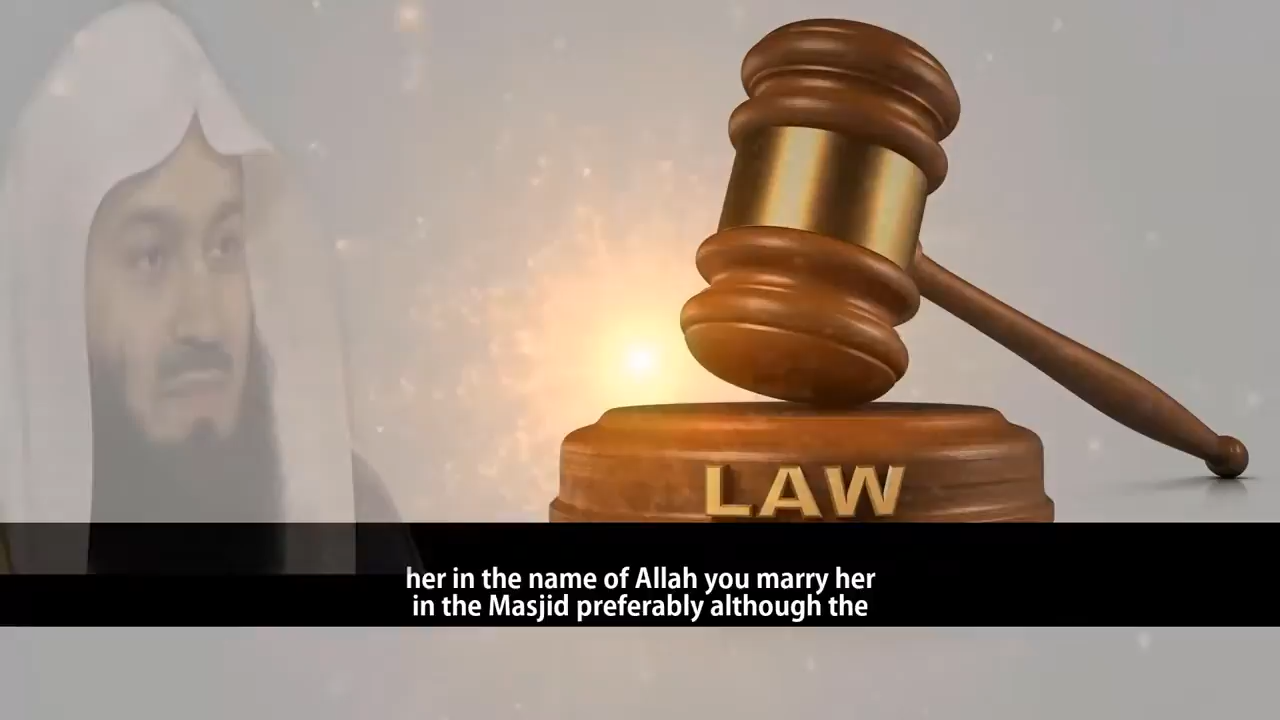 LAW
her in the name of Allah you marry her
in the Masjid preferably although the